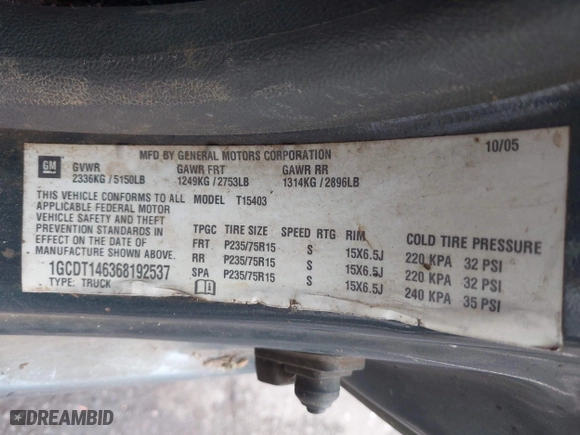 MFD BY GENERAL MOTORS CORPORATION 10/05
GM GVWR GAWR FRT GAWR RR
2336KG / 5150LB 1249KG / 2753LB 1314KG / 2896LB
THIS VEHICLE CONFORMS TO ALL MODEL T15403
APPLICABLE FEDERAL MOTOR
VEHICLE SAFETY AND THEFT
PREVENTION STANDARDS IN
EFFECT ON THE DATE OF
MANUFACTURE SHOWN ABOVE.
1GCDT146368192537
TYPE: TRUCK
TPGC TIRE SIZE SPEED RTG RIM COLD TIRE PRESSURE
FRT P235/75R15 S 15X6.5J 220 KPA 32 PSI
RR P235/75R15 S 15X6.5J 220 KPA 32 PSI
SPA P235/75R15 S 15X6.5J 240 KPA 35 PSI
DREAMBID